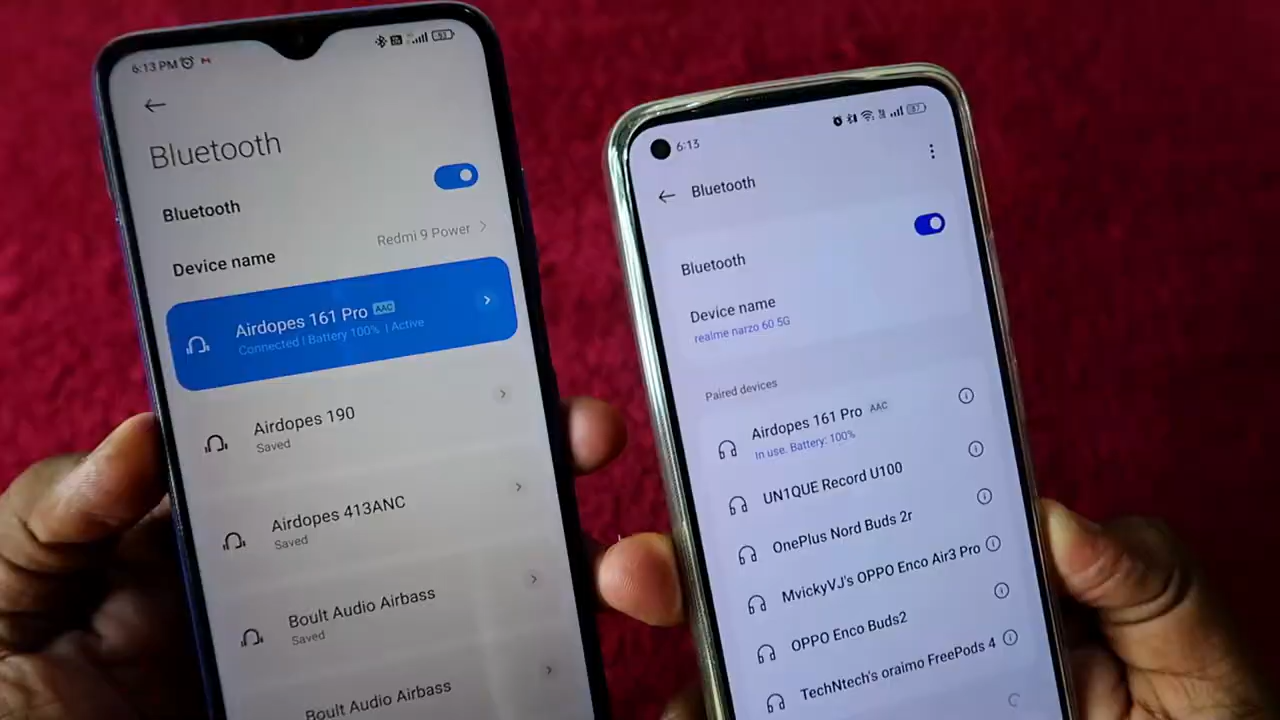 6:13 PM
53
Bluetooth
Bluetooth
Device name
Redmi 9 Power
Airdopes 161 Pro AAC
Connected | Battery 100% | Active
Airdopes 190
Saved
Airdopes 413ANC
Saved
Boult Audio Airbass
Saved
Boult Audio Airbass
6:13
Bluetooth
Bluetooth
Device name
realme narzo 60 5G
Paired devices
Airdopes 161 Pro AAC
In use. Battery: 100%
UN1QUE Record U100
OnePlus Nord Buds 2r
MvickyVJ's OPPO Enco Air3 Pro
OPPO Enco Buds2
TechNtech's oraimo FreePods 4